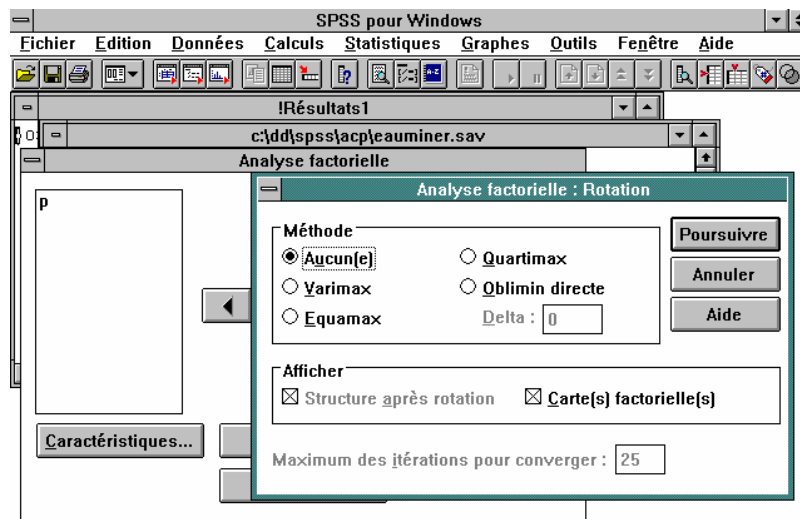 SPSS pour Windows
Fichier Edition Données Calculs Statistiques Graphes Outils Fenêtre Aide
!Résultats1
c:\dd\spss\acp\eauminer.sav
Analyse factorielle
p
Caractéristiques...
Analyse factorielle : Rotation
Méthode
Aucun(e) Quartimax
Varimax Oblimin directe
Equamax Delta : 0
Poursuivre
Annuler
Aide
Afficher
Structure après rotation Carte(s) factorielle(s)
Maximum des itérations pour converger : 25